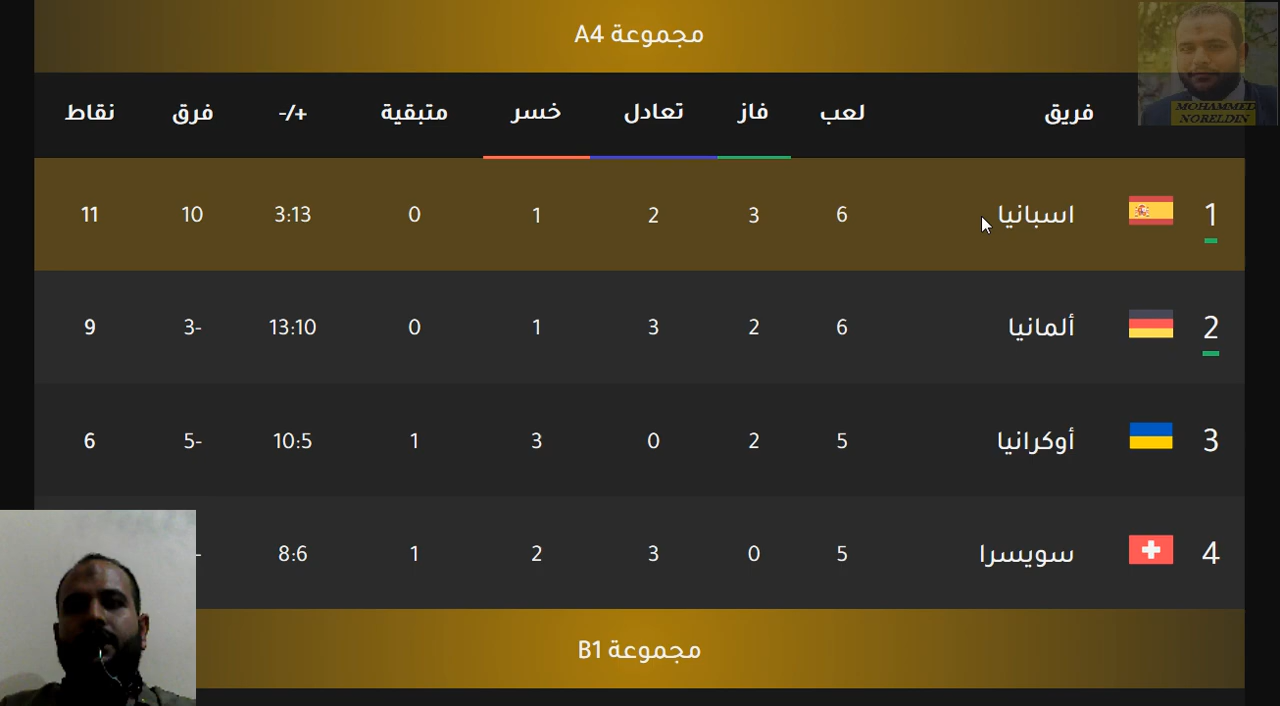 مجموعة A4
MOHAMMED
NORELDIN
فريق لعب فاز تعادل خسر متبقية +/- فرق نقاط
1 اسبانيا 6 3 2 1 0 3:13 10 11
2 ألمانيا 6 2 3 1 0 13:10 3- 9
3 أوكرانيا 5 2 0 3 1 10:5 5- 6
4 سويسرا 5 0 3 2 1 8:6 -
مجموعة B1